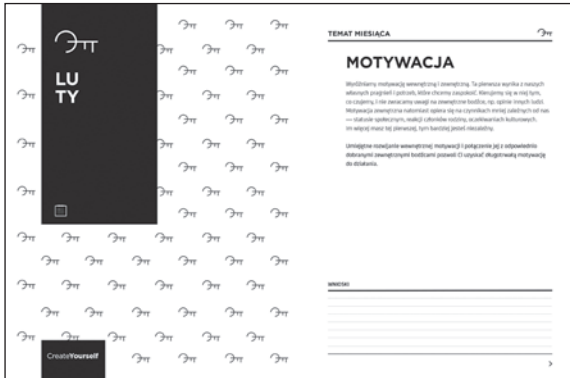 LU
TY
CreateYourself
TEMAT MIESIĄCA
MOTYWACJA
Wyróżniamy motywację wewnętrzną i zewnętrzną. Ta pierwsza wynika z naszych
własnych pragnień i potrzeb, które chcemy zaspokoić. Kierujemy się w niej tym,
co czujemy, i nie zwracamy uwagi na zewnętrzne bodźce, np. opinie innych ludzi.
Motywacja zewnętrzna natomiast opiera się na czynnikach mniej zależnych od nas
— statusie społecznym, reakcji członków rodziny, oczekiwaniach kulturowych.
Im więcej masz tej pierwszej, tym bardziej jesteś niezależny.
Umiejętne rozwijanie wewnętrznej motywacji i połączenie jej z odpowiednio
dobranymi zewnętrznymi bodźcami pozwoli Ci uzyskać długotrwałą motywację
do działania.
WNIOSKI